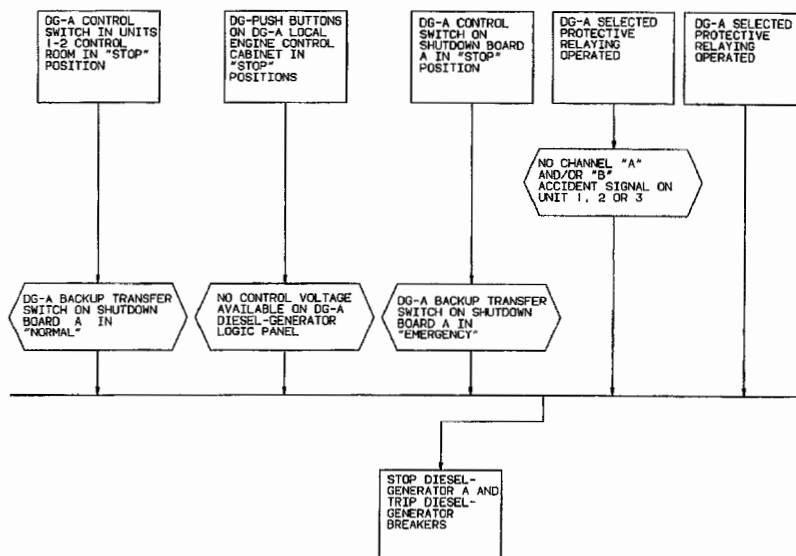 DG-A CONTROL
SWITCH IN UNITS
1-2 CONTROL
ROOM IN "STOP"
POSITION
DG-PUSH BUTTONS
ON DG-A LOCAL
ENGINE CONTROL
CABINET IN
"STOP"
POSITIONS
DG-A CONTROL
SWITCH ON
SHUTDOWN BOARD
A IN "STOP"
POSITION
DG-A SELECTED
PROTECTIVE
RELAYING
OPERATED
DG-A SELECTED
PROTECTIVE
RELAYING
OPERATED
NO CHANNEL "A"
AND/OR "B"
ACCIDENT SIGNAL ON
UNIT 1, 2 OR 3
DG-A BACKUP TRANSFER
SWITCH ON SHUTDOWN
BOARD A IN
"NORMAL"
NO CONTROL VOLTAGE
AVAILABLE ON DG-A
DIESEL-GENERATOR
LOGIC PANEL
DG-A BACKUP TRANSFER
SWITCH ON SHUTDOWN
BOARD A IN
"EMERGENCY"
STOP DIESEL-
GENERATOR A AND
TRIP DIESEL-
GENERATOR
BREAKERS